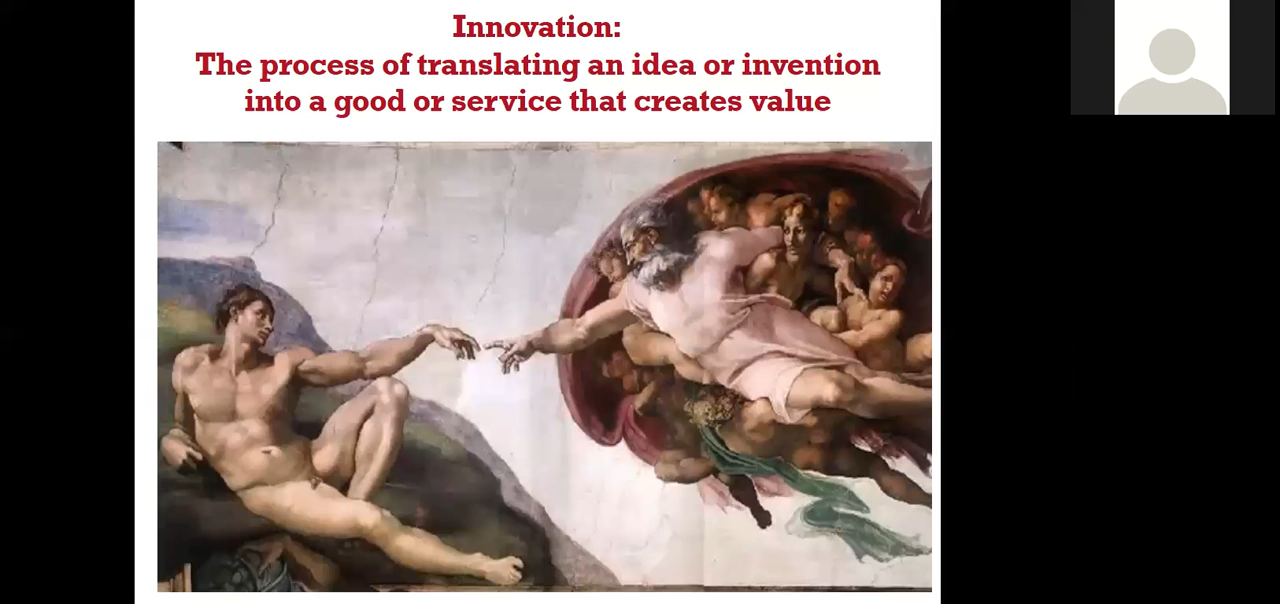 Innovation:
The process of translating an idea or invention
into a good or service that creates value